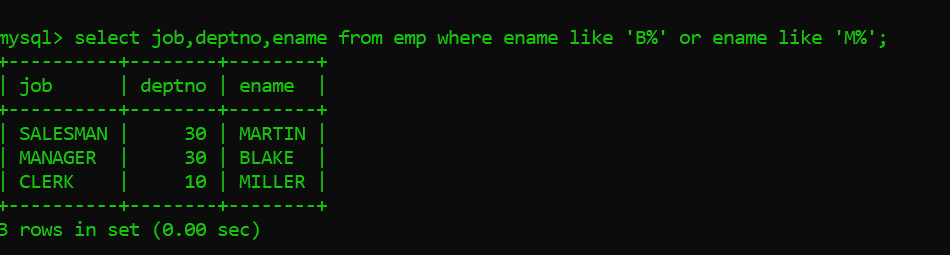 mysql> select job,deptno,ename from emp where ename like 'B%' or ename like 'M%';
+----------+--------+--------+
| job      | deptno | ename  |
+----------+--------+--------+
| SALESMAN |     30 | MARTIN |
| MANAGER  |     30 | BLAKE  |
| CLERK    |     10 | MILLER |
+----------+--------+--------+
3 rows in set (0.00 sec)